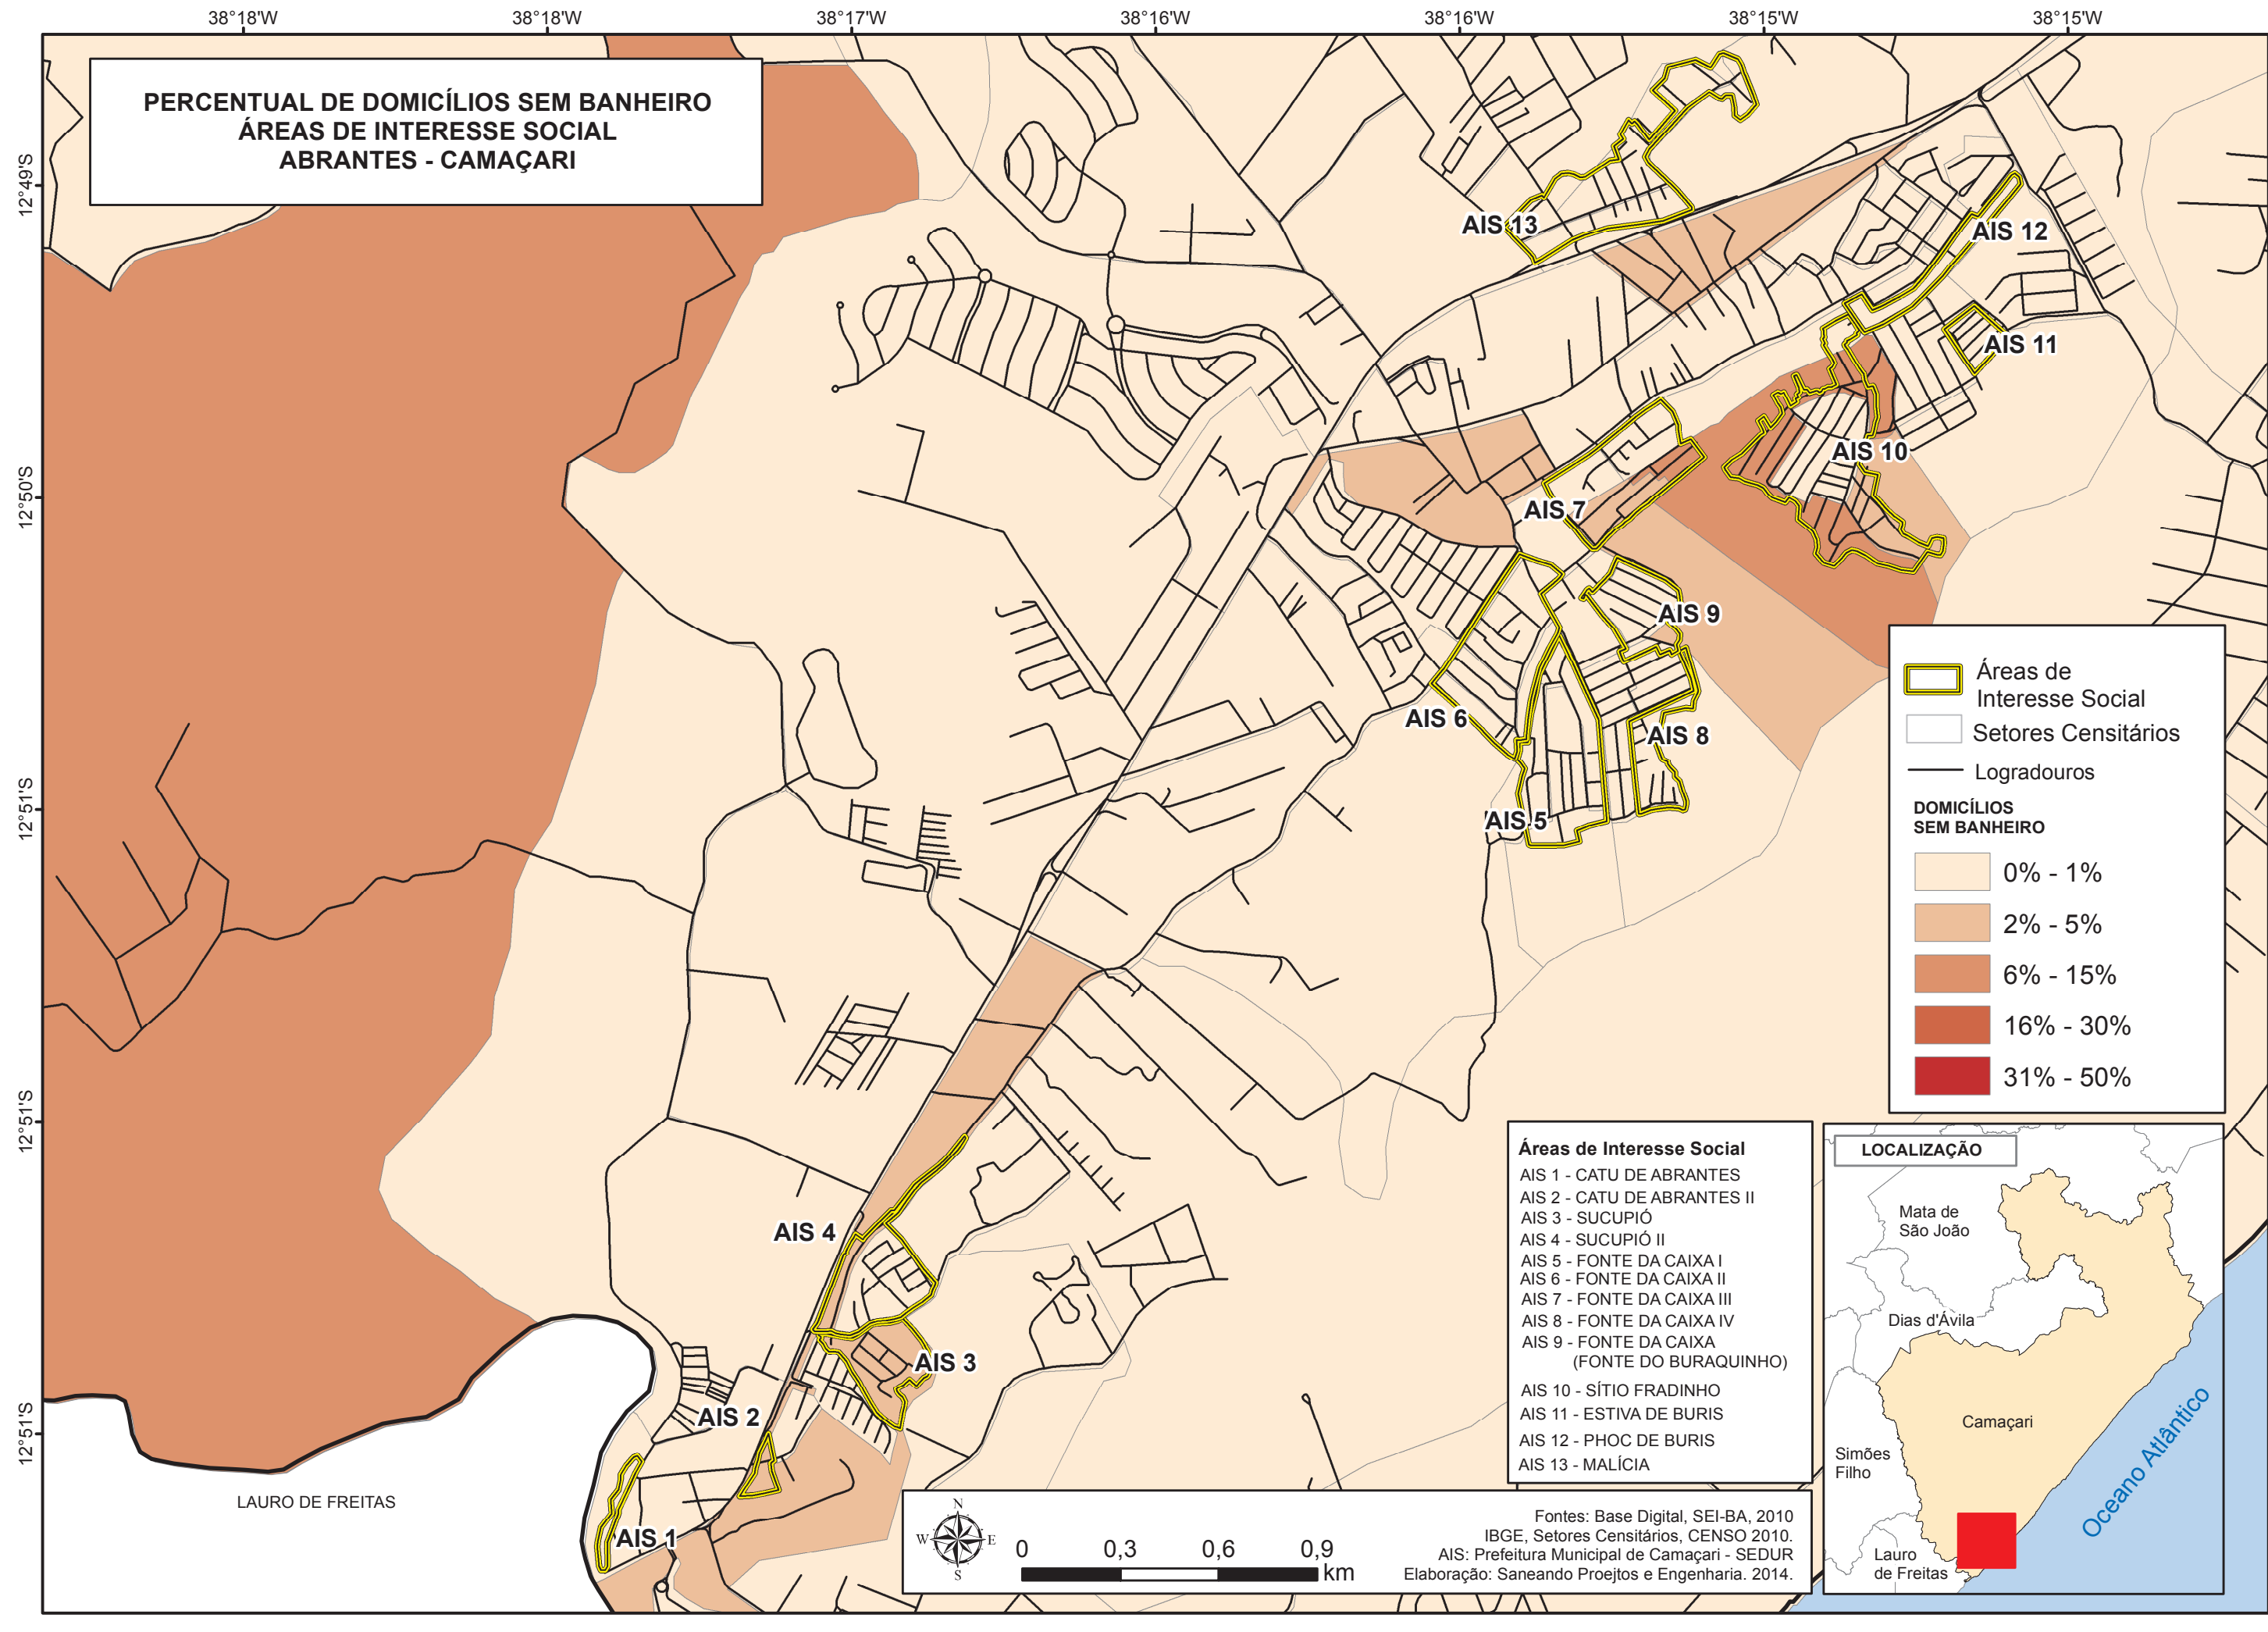 38°18'W 38°18'W 38°17'W 38°16'W 38°16'W 38°15'W 38°15'W
PERCENTUAL DE DOMICÍLIOS SEM BANHEIRO
ÁREAS DE INTERESSE SOCIAL
ABRANTES - CAMAÇARI
12°49'S
12°50'S
12°51'S
12°51'S
12°51'S
AIS 13
AIS 12
AIS 11
AIS 10
AIS 7
AIS 9
AIS 6
AIS 8
AIS 5
AIS 4
AIS 3
AIS 2
AIS 1
LAURO DE FREITAS
Áreas de
Interesse Social
Setores Censitários
Logradouros
DOMICÍLIOS
SEM BANHEIRO
0% - 1%
2% - 5%
6% - 15%
16% - 30%
31% - 50%
Áreas de Interesse Social
AIS 1 - CATU DE ABRANTES
AIS 2 - CATU DE ABRANTES II
AIS 3 - SUCUPIÓ
AIS 4 - SUCUPIÓ II
AIS 5 - FONTE DA CAIXA I
AIS 6 - FONTE DA CAIXA II
AIS 7 - FONTE DA CAIXA III
AIS 8 - FONTE DA CAIXA IV
AIS 9 - FONTE DA CAIXA
(FONTE DO BURAQUINHO)
AIS 10 - SÍTIO FRADINHO
AIS 11 - ESTIVA DE BURIS
AIS 12 - PHOC DE BURIS
AIS 13 - MALÍCIA
LOCALIZAÇÃO
Mata de
São João
Dias d'Ávila
Camaçari
Simões
Filho
Lauro
de Freitas
Oceano Atlântico
N
W E
S
0 0,3 0,6 0,9
km
Fontes: Base Digital, SEI-BA, 2010
IBGE, Setores Censitários, CENSO 2010.
AIS: Prefeitura Municipal de Camaçari - SEDUR
Elaboração: Saneando Proejtos e Engenharia. 2014.